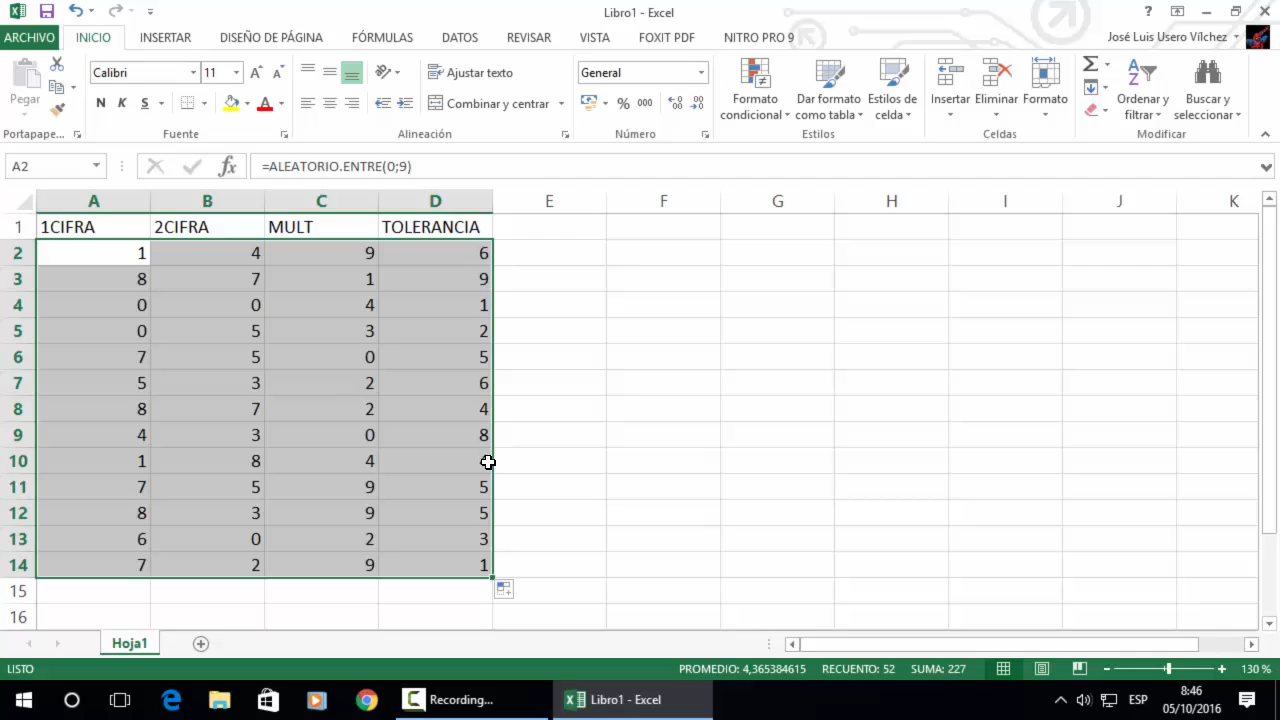 Libro1 - Excel
?
ARCHIVO INICIO INSERTAR DISEÑO DE PÁGINA FÓRMULAS DATOS REVISAR VISTA FOXIT PDF NITRO PRO 9 José Luis Usero Vílchez
Pegar
Calibri 11
N K S
Ajustar texto
Combinar y centrar
General
% 000
Formato condicional
Dar formato como tabla
Estilos de celda
Insertar Eliminar Formato
Ordenar y filtrar
Buscar y seleccionar
Portapape... Fuente Alineación Número Estilos Celdas Modificar
A2 fx =ALEATORIO.ENTRE(0;9)
A B C D E F G H I J K
1 1CIFRA 2CIFRA MULT TOLERANCIA
2 1 4 9 6
3 8 7 1 9
4 0 0 4 1
5 0 5 3 2
6 7 5 0 5
7 5 3 2 6
8 8 7 2 4
9 4 3 0 8
10 1 8 4
11 7 5 9 5
12 8 3 9 5
13 6 0 2 3
14 7 2 9 1
15
16
Hoja1
LISTO PROMEDIO: 4,365384615 RECUENTO: 52 SUMA: 227 130 %
Recording... Libro1 - Excel ESP 8:46
05/10/2016